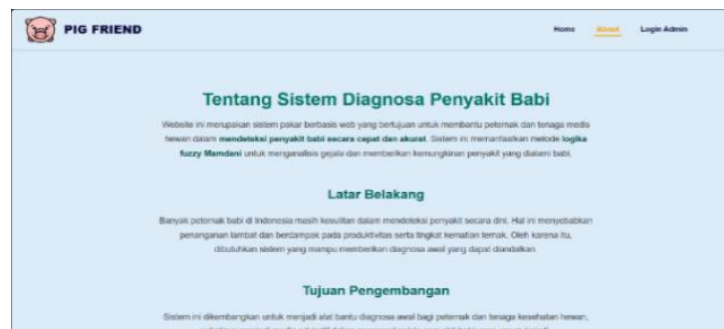 PIG FRIEND
Home About Login Admin
Tentang Sistem Diagnosa Penyakit Babi
Website ini merupakan sistem pakar berbasis web yang bertujuan untuk membantu peternak dan tenaga medis
hewan dalam mendeteksi penyakit babi secara cepat dan akurat. Sistem ini memanfaatkan metode logika
fuzzy Mamdani untuk menganalisis gejala dan memberikan kemungkinan penyakit yang dialami babi.
Latar Belakang
Banyak peternak babi di Indonesia masih kesulitan dalam mendeteksi penyakit secara dini. Hal ini menyebabkan
penanganan lambat dan berdampak pada produktivitas serta tingkat kematian ternak. Oleh karena itu,
dibutuhkan sistem yang mampu memberikan diagnosa awal yang dapat diandalkan.
Tujuan Pengembangan
Sistem ini dikembangkan untuk menjadi alat bantu diagnosa awal bagi peternak dan tenaga kesehatan hewan,